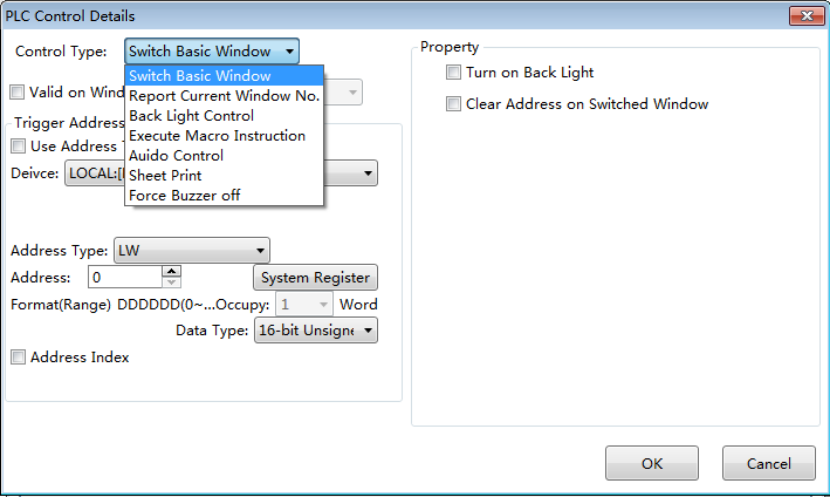 PLC Control Details
Control Type: Switch Basic Window
Switch Basic Window
Report Current Window No.
Back Light Control
Execute Macro Instruction
Auido Control
Sheet Print
Force Buzzer off
Valid on Wind
Trigger Address
Use Address
Deivce: LOCAL:[
Address Type: LW
Address: 0 System Register
Format(Range) DDDDDD(0~...Occupy: 1 Word
Data Type: 16-bit Unsigne
Address Index
Property
Turn on Back Light
Clear Address on Switched Window
OK Cancel